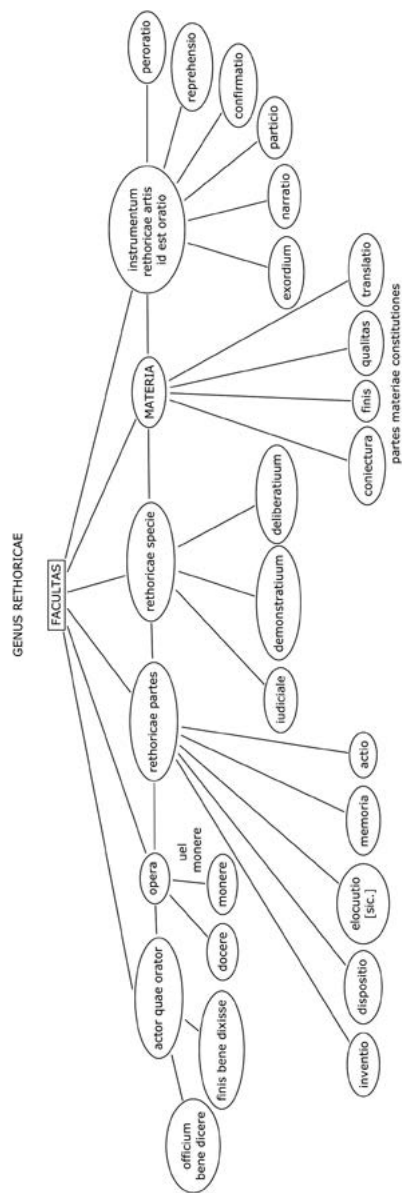 GENUS RETHORICAE
FACULTAS
actor quae orator
opera
rethoricae partes
rethoricae specie
MATERIA
instrumentum
rethoricae artis
id est oratio
officium
bene dicere
finis bene dixisse
docere
monere
uel
monere
inventio
dispositio
elocuutio
[sic.]
memoria
actio
iudiciale
demonstratiuum
deliberatiuum
coniectura
finis
qualitas
translatio
partes materiae constitutiones
exordium
narratio
particio
confirmatio
reprehensio
peroratio